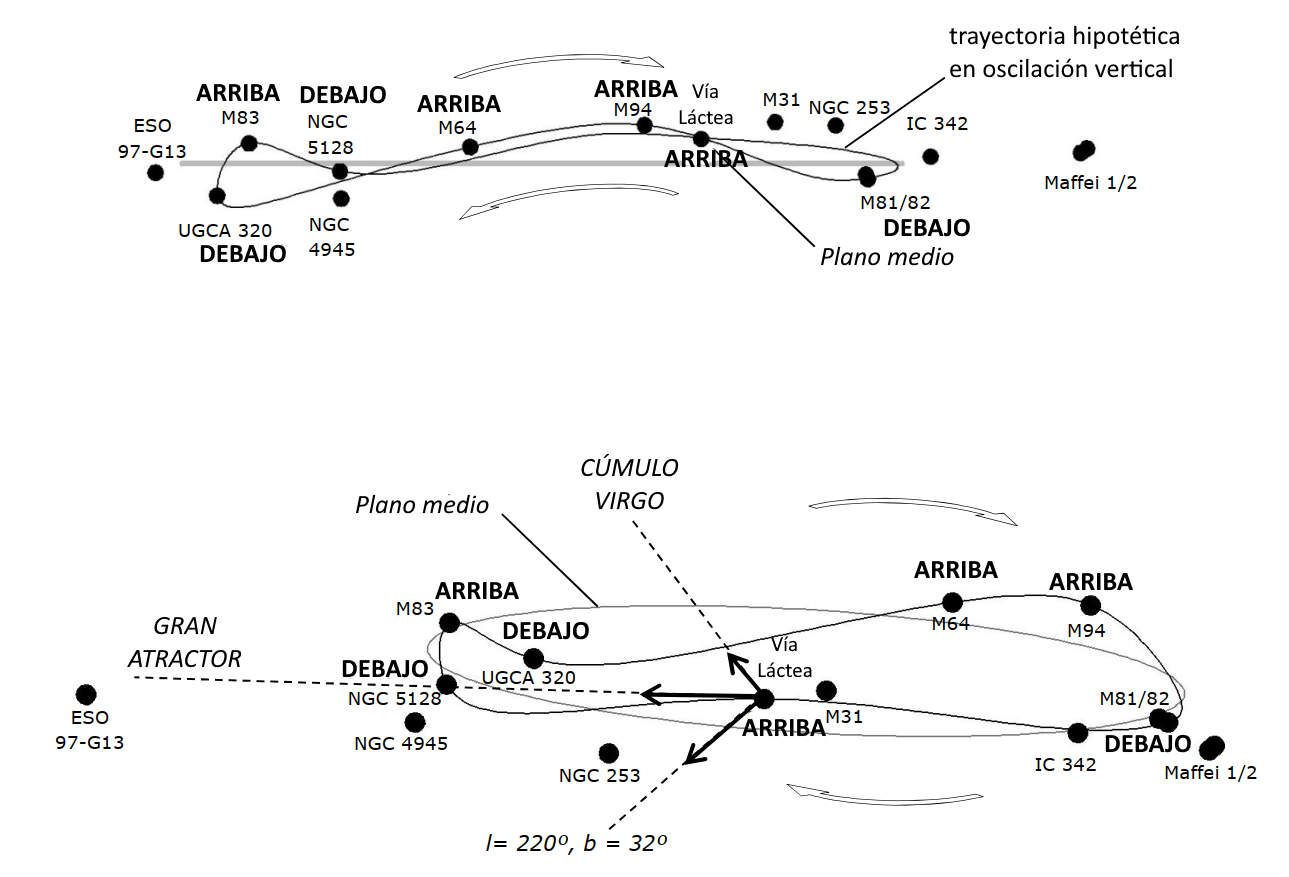 trayectoria hipotética
en oscilación vertical
ARRIBA
M83
DEBAJO
NGC
5128
ARRIBA
M64
ARRIBA
M94
Vía
Láctea
ARRIBA
M31
NGC 253
IC 342
ESO
97-G13
Maffei 1/2
UGCA 320
DEBAJO
NGC
4945
M81/82
DEBAJO
Plano medio
CÚMULO
VIRGO
Plano medio
ARRIBA
M83
DEBAJO
UGCA 320
ARRIBA
M64
ARRIBA
M94
GRAN
ATRACTOR
DEBAJO
NGC 5128
Vía
Láctea
ARRIBA
M31
M81/82
DEBAJO
ESO
97-G13
NGC 4945
NGC 253
IC 342
Maffei 1/2
l= 220º, b = 32º